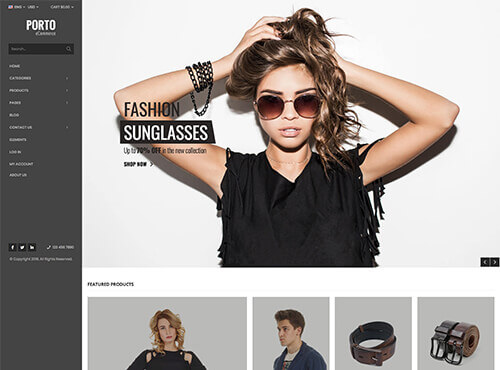 ENG USD CART $0.00
PORTO
eCommerce
Search...
HOME
CATEGORIES
PRODUCTS
PAGES
BLOG
CONTACT US
ELEMENTS
LOG IN
MY ACCOUNT
ABOUT US
123 456 7890
© Copyright 2018. All Rights Reserved.
FASHION
SUNGLASSES
Up to 70% OFF in the new collection
SHOP NOW
FEATURED PRODUCTS